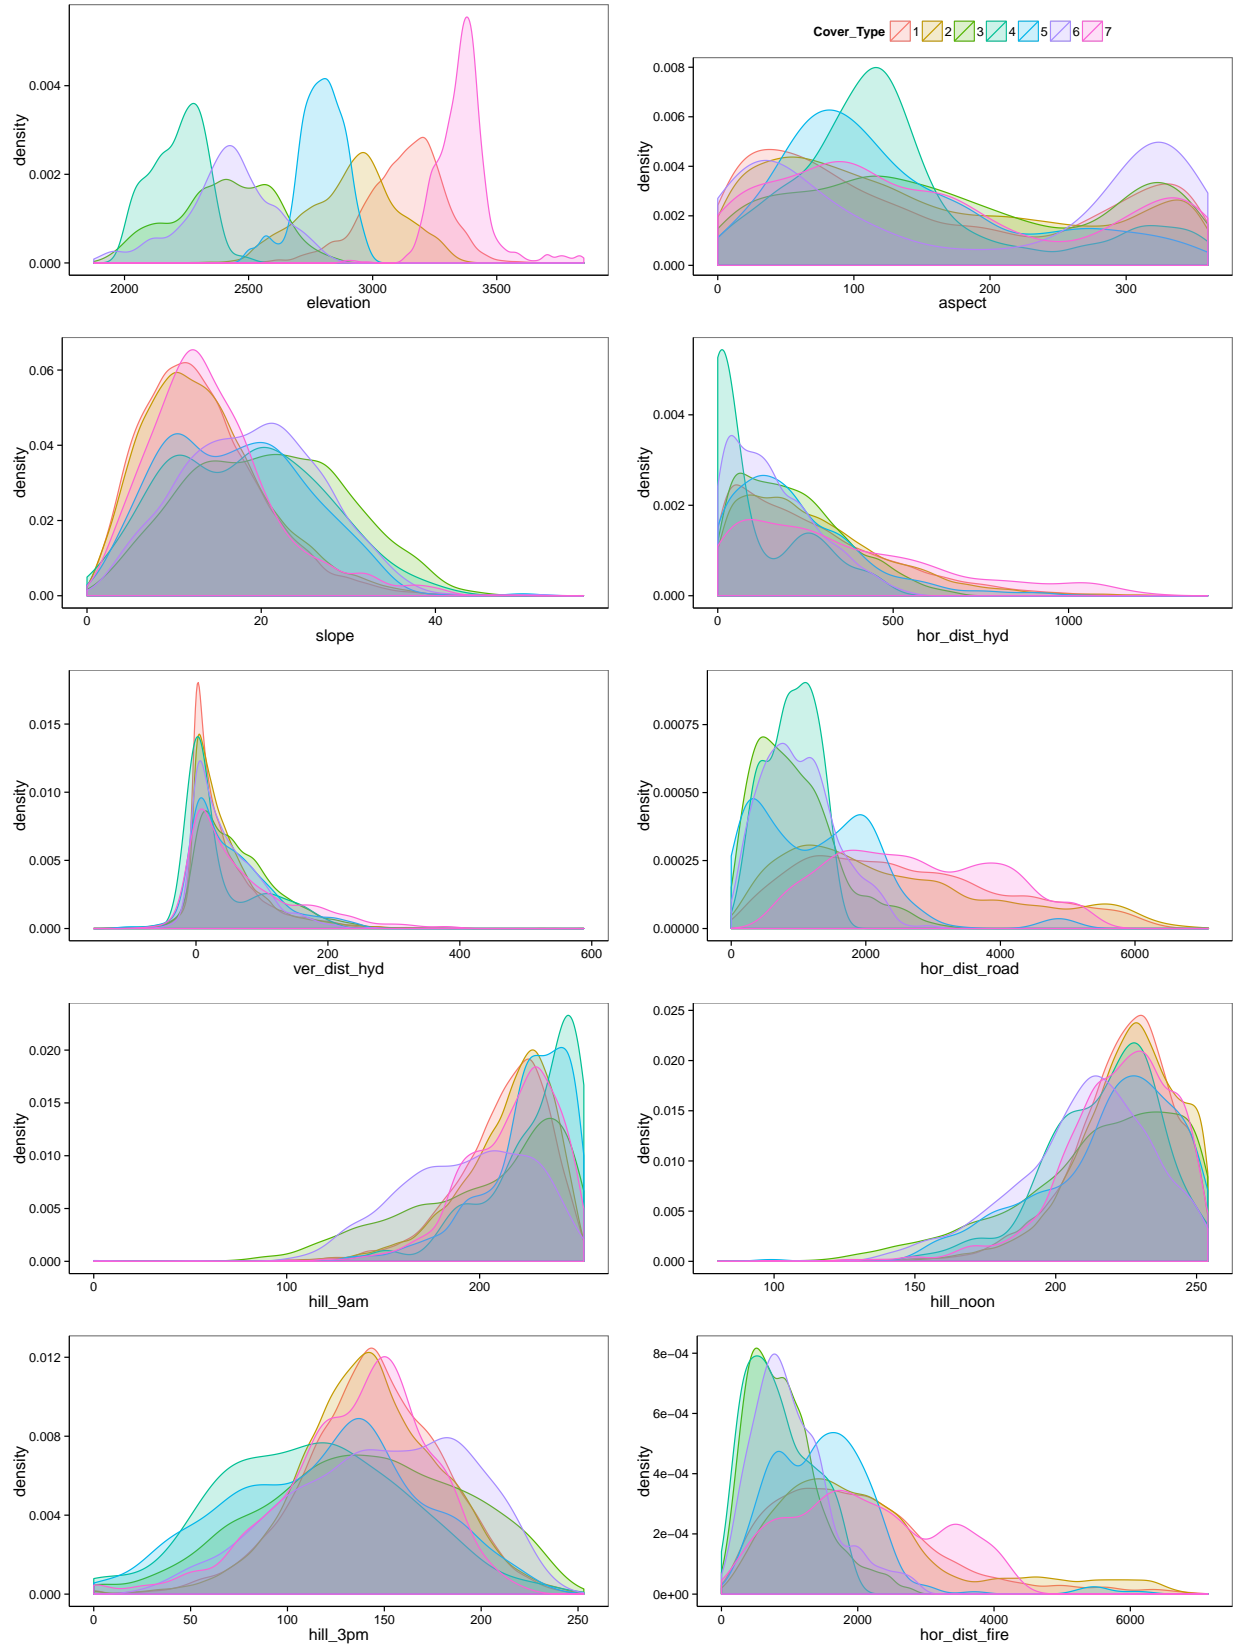 Cover_Type 1 2 3 4 5 6 7
density
0.004
0.002
0.000
2000 2500 3000 3500
elevation
density
0.008
0.006
0.004
0.002
0.000
0 100 200 300
aspect
density
0.06
0.04
0.02
0.00
0 20 40
slope
density
0.004
0.002
0.000
0 500 1000
hor_dist_hyd
density
0.015
0.010
0.005
0.000
0 200 400 600
ver_dist_hyd
density
0.00075
0.00050
0.00025
0.00000
0 2000 4000 6000
hor_dist_road
density
0.020
0.015
0.010
0.005
0.000
0 100 200
hill_9am
density
0.025
0.020
0.015
0.010
0.005
0.000
100 150 200 250
hill_noon
density
0.012
0.008
0.004
0.000
0 50 100 150 200 250
hill_3pm
density
8e−04
6e−04
4e−04
2e−04
0e+00
0 2000 4000 6000
hor_dist_fire